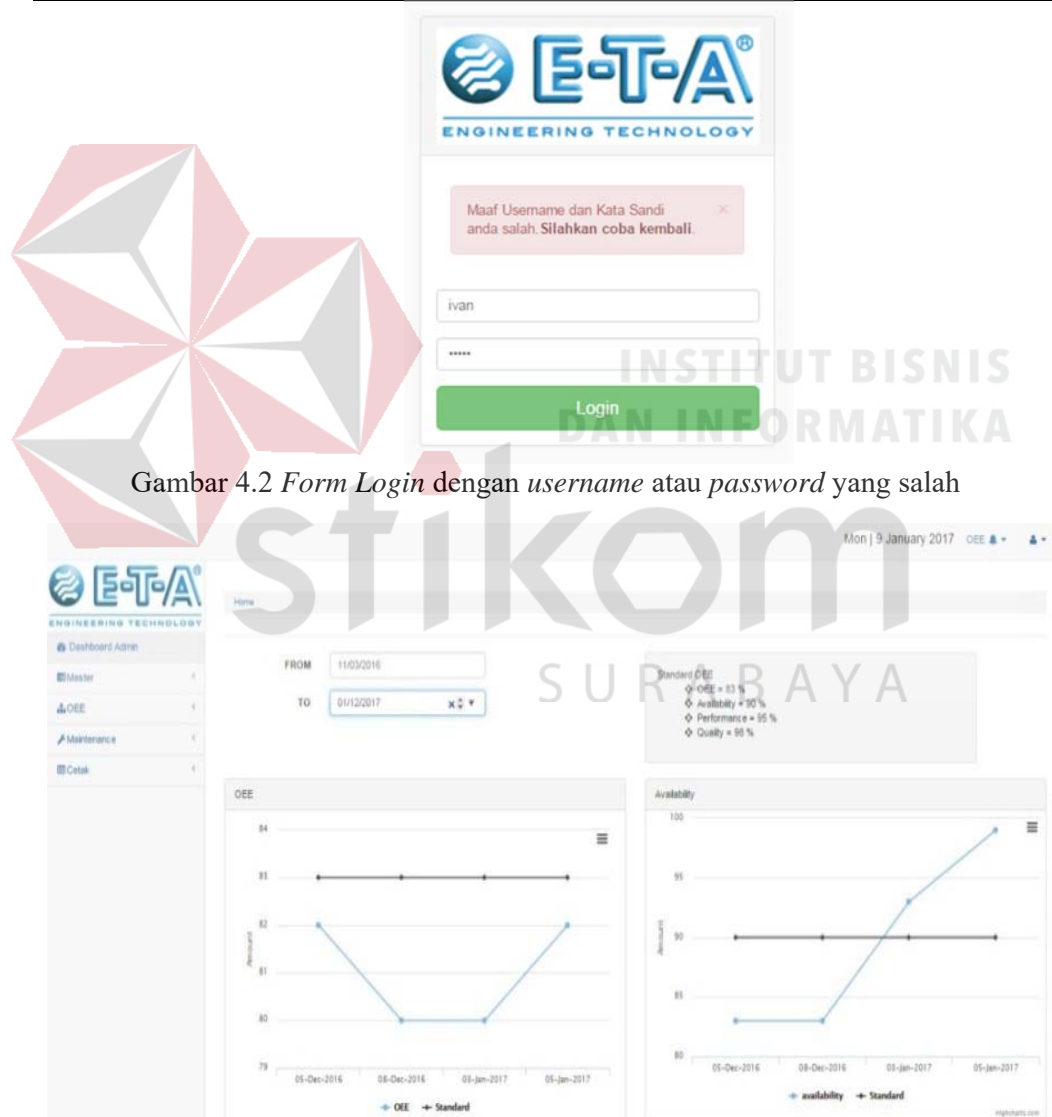 E-T-A®
ENGINEERING TECHNOLOGY
Maaf Username dan Kata Sandi
anda salah. Silahkan coba kembali.
×
ivan
•••••
Login
INSTITUT BISNIS
DAN INFORMATIKA
Gambar 4.2 Form Login dengan username atau password yang salah
stikom
SURABAYA
Mon | 9 January 2017 OEE
E-T-A®
ENGINEERING TECHNOLOGY
Home
Dashboard Admin
Master
OEE
Maintenance
Cetak
FROM 11/03/2016
TO 01/12/2017
Standard OEE
OEE = 83 %
Availability = 90 %
Performance = 95 %
Quality = 98 %
OEE
84
83
82
81
80
79
Amount
05-Dec-2016 08-Dec-2016 03-Jan-2017 05-Jan-2017
OEE Standard
Availability
100
95
90
85
80
Amount
05-Dec-2016 08-Dec-2016 03-Jan-2017 05-Jan-2017
availability Standard
Highcharts.com